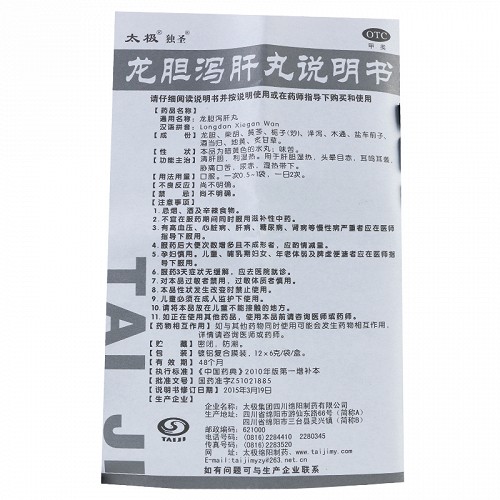 太极® 独圣®
OTC
甲类
龙胆泻肝丸说明书
请仔细阅读说明书并按说明使用或在药师指导下购买和使用
【药品名称】
通用名称：龙胆泻肝丸
汉语拼音：Longdan Xiegan Wan
【成 份】 龙胆、柴胡、黄芩、栀子(炒)、泽泻、木通、盐车前子、
酒当归、地黄、炙甘草。
【性 状】 本品为暗黄色的水丸；味苦。
【功能主治】 清肝胆，利湿热。用于肝胆湿热，头晕目赤，耳鸣耳聋，
胁痛口苦，尿赤，湿热带下。
【用法用量】 口服。一次0.5~1袋，一日2次。
【不良反应】 尚不明确。
【禁 忌】 尚不明确。
【注意事项】
1.忌烟、酒及辛辣食物。
2.不宜在服药期间同时服用滋补性中药。
3.有高血压、心脏病、肝病、糖尿病、肾病等慢性病严重者应在医师
指导下服用。
4.服药后大便次数增多且不成形者，应酌情减量。
5.孕妇慎用。儿童、哺乳期妇女、年老体弱及脾虚便溏者应在医师指
导下服用。
6.服药3天症状无缓解，应去医院就诊。
7.对本品过敏者禁用，过敏体质者慎用。
8.本品性状发生改变时禁止使用。
9.儿童必须在成人监护下使用。
10.请将本品放在儿童不能接触的地方。
11.如正在使用其他药品，使用本品前请咨询医师或药师。
【药物相互作用】 如与其他药物同时使用可能会发生药物相互作用，
详情请咨询医师或药师。
【贮 藏】 密闭，防潮。
【包 装】 镀铝复合膜装，12×6克/袋/盒。
【有 效 期】 48个月
【执行标准】 《中国药典》2010年版第一增补本
【批准文号】 国药准字Z51021885
【说明书修订日期】 2015年3月19日
【生产企业】
企业名称：太极集团四川绵阳制药有限公司
生产地址：四川省绵阳市游仙东路66号（简称A）
四川省绵阳市三台县灵兴镇（简称B）
邮政编码：621000
电话号码：(0816)2284410 2280345
传真号码：(0816)2283520
网 址：太极绵阳制药．www.taijimy.com
E-mail:taijimyzy@263.net.cn
如有问题可与生产企业联系
TAIJI
TAI JI